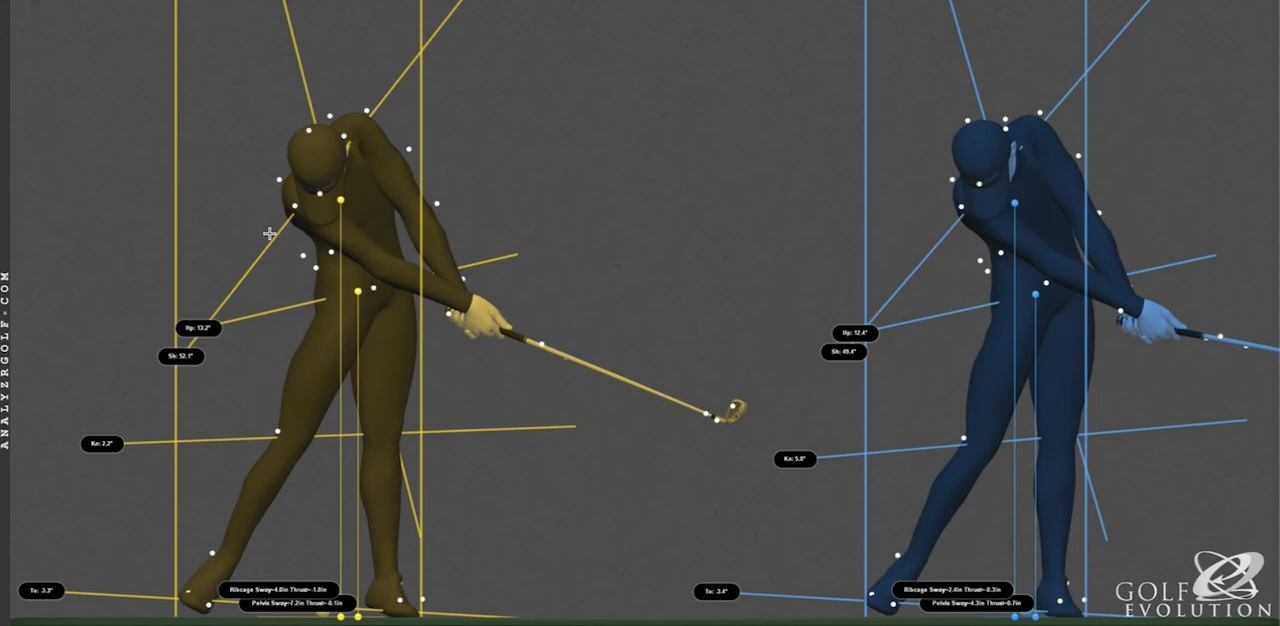 ANALYZRGOLF.COM
Hp: 13.2°
Sh: 52.1°
Kn: 2.2°
To: -3.3°
Ribcage Sway=4.0in Thrust=-1.0in
Pelvis Sway=7.2in Thrust=-0.1in
Hp: 12.4°
Sh: 49.4°
Kn: 5.0°
To: -3.4°
Ribcage Sway=2.4in Thrust=-0.3in
Pelvis Sway=4.3in Thrust=0.7in
GOLF
EVOLUTION